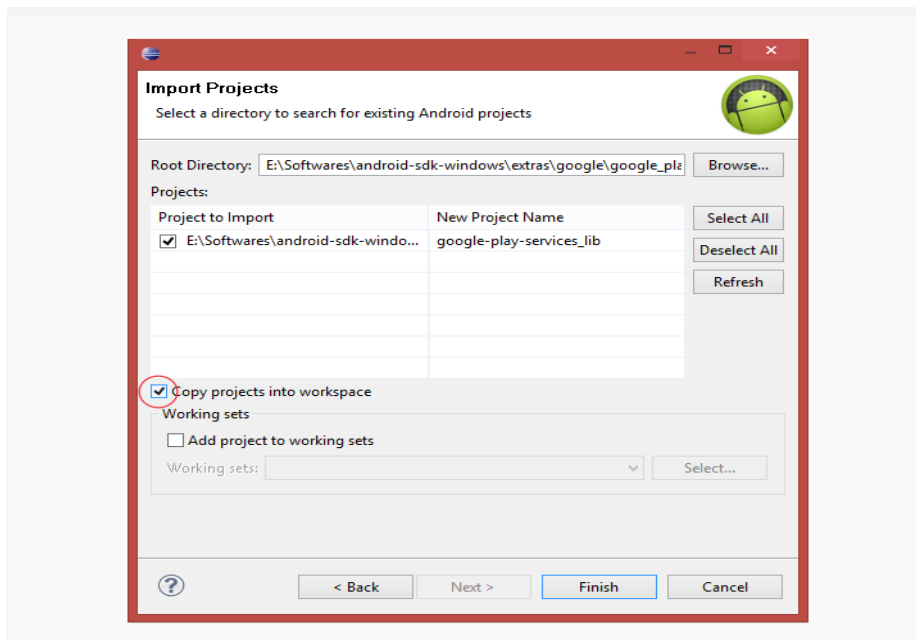 Import Projects
Select a directory to search for existing Android projects
Root Directory: E:\Softwares\android-sdk-windows\extras\google\google_pla Browse...
Projects:
Project to Import New Project Name Select All
E:\Softwares\android-sdk-windo... google-play-services_lib
Deselect All
Refresh
Copy projects into workspace
Working sets
Add project to working sets
Working sets: Select...
? < Back Next > Finish Cancel